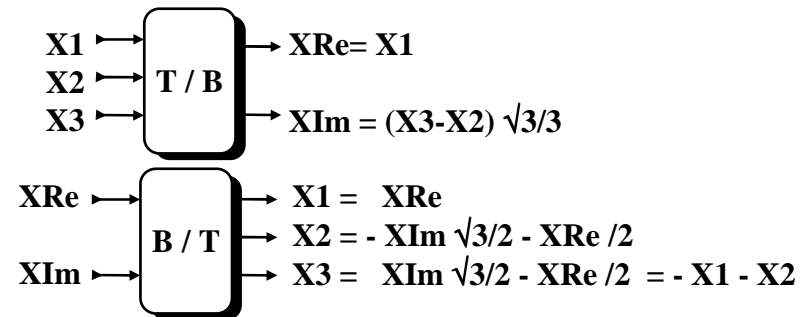 X1
X2
X3
T / B
XRe= X1
XIm = (X3-X2) √3/3
XRe
XIm
B / T
X1 = XRe
X2 = - XIm √3/2 - XRe /2
X3 = XIm √3/2 - XRe /2 = - X1 - X2